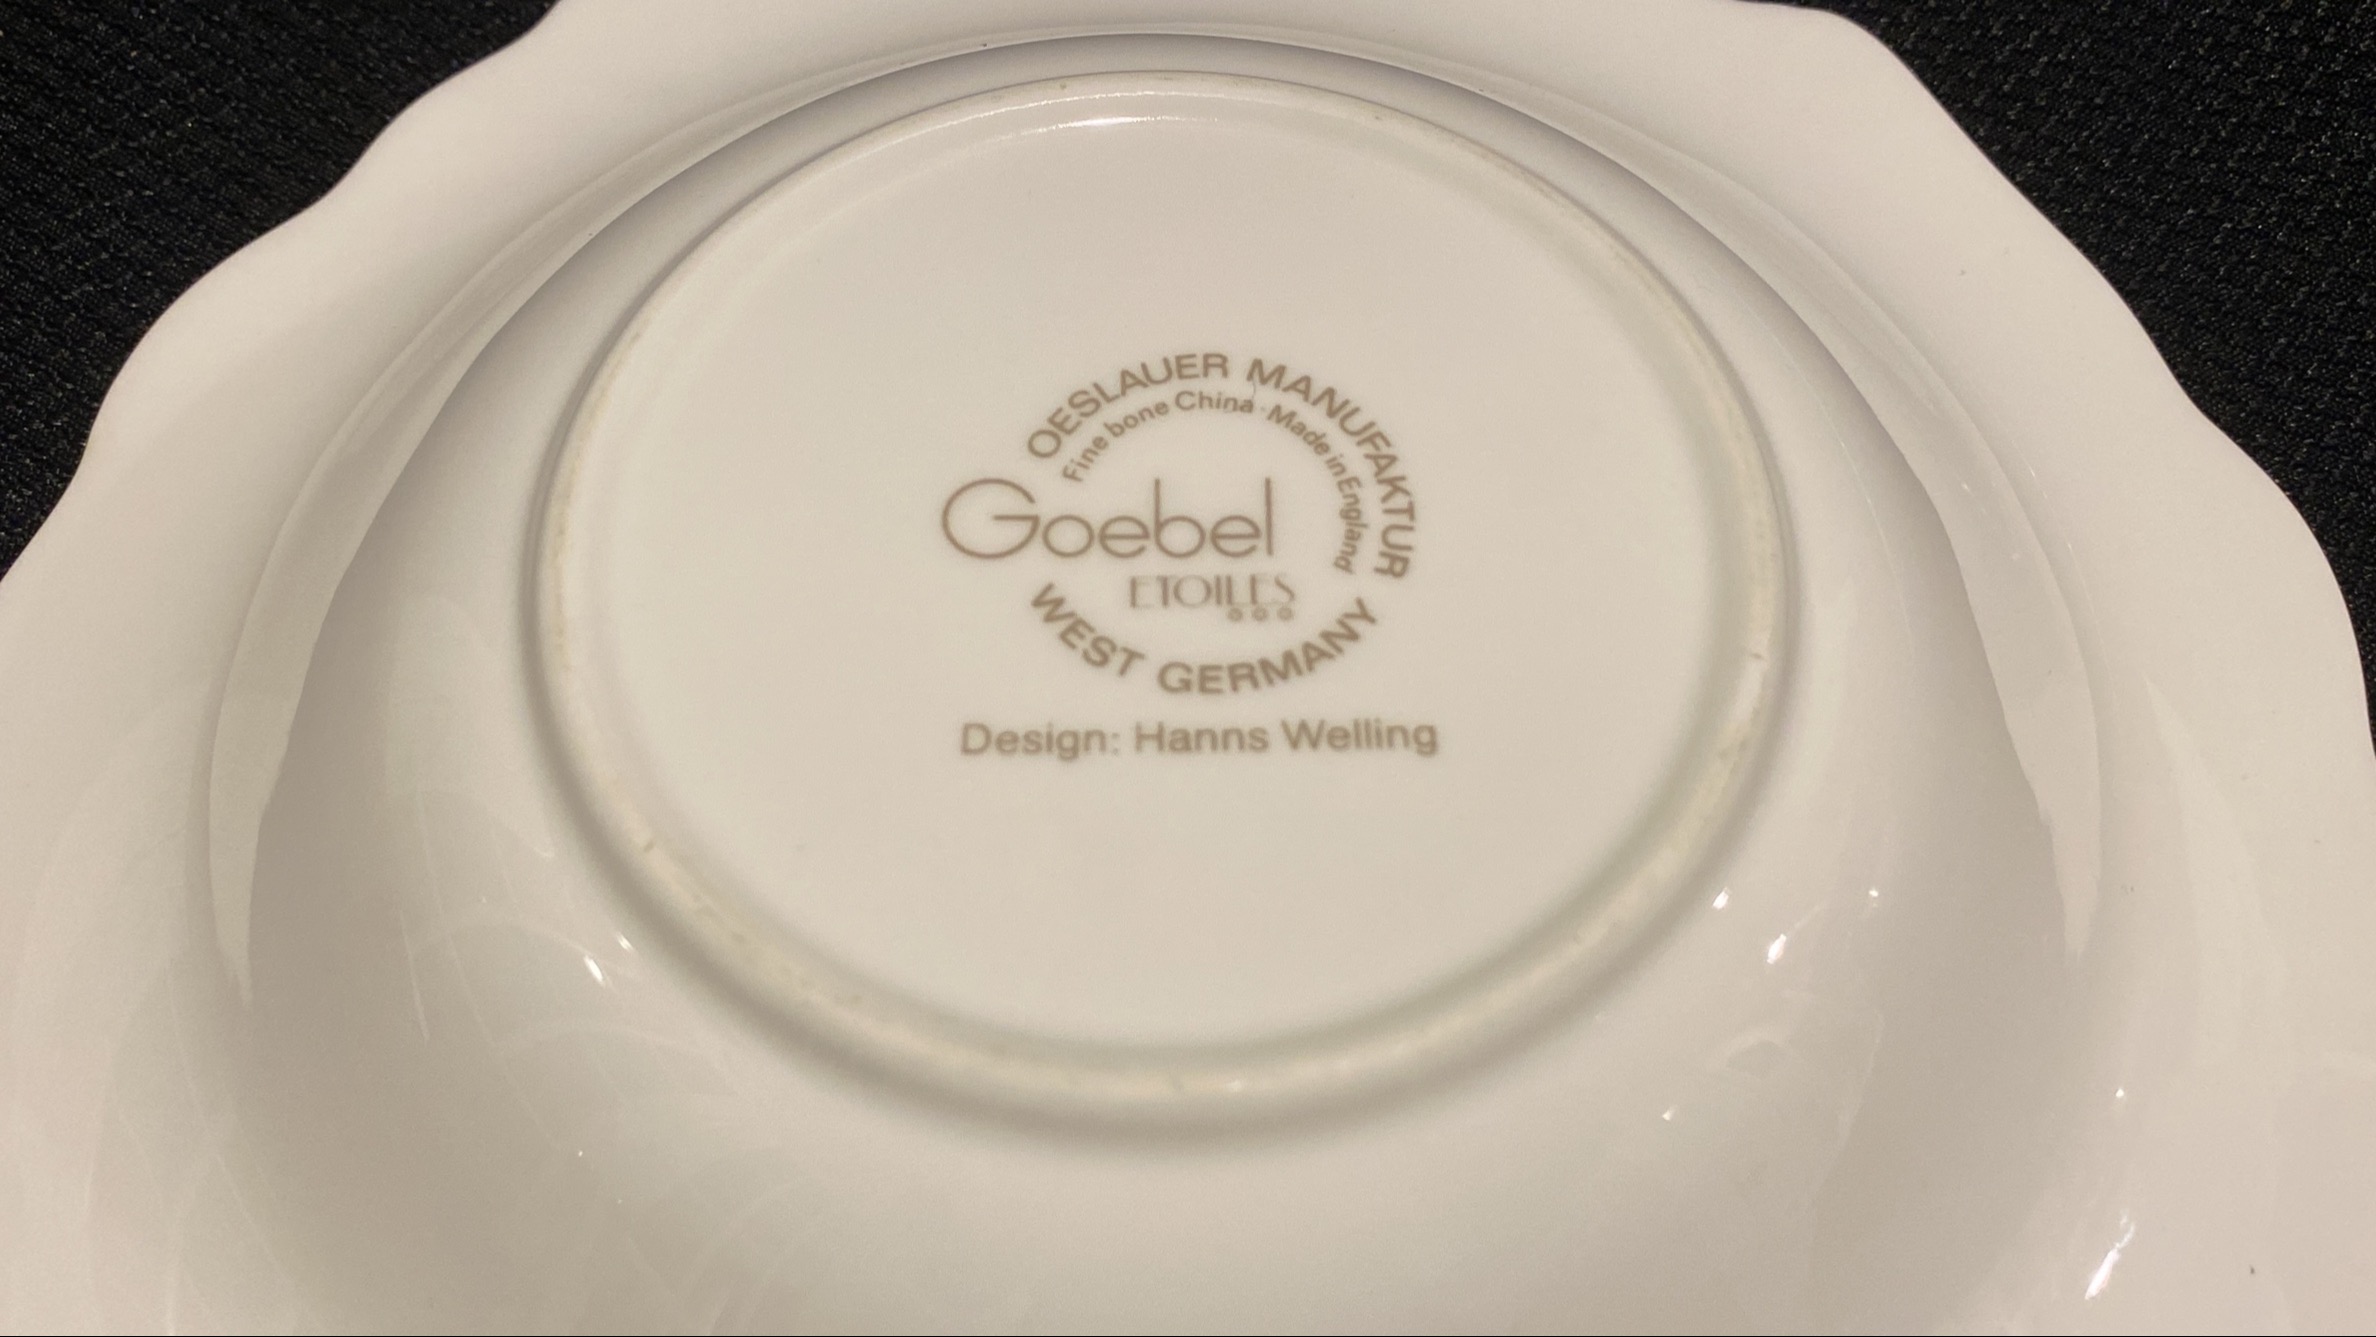 OESLAUER MANUFAKTUR
Fine bone China · Made in England
Goebel
ETOILES
WEST GERMANY
Design: Hanns Welling